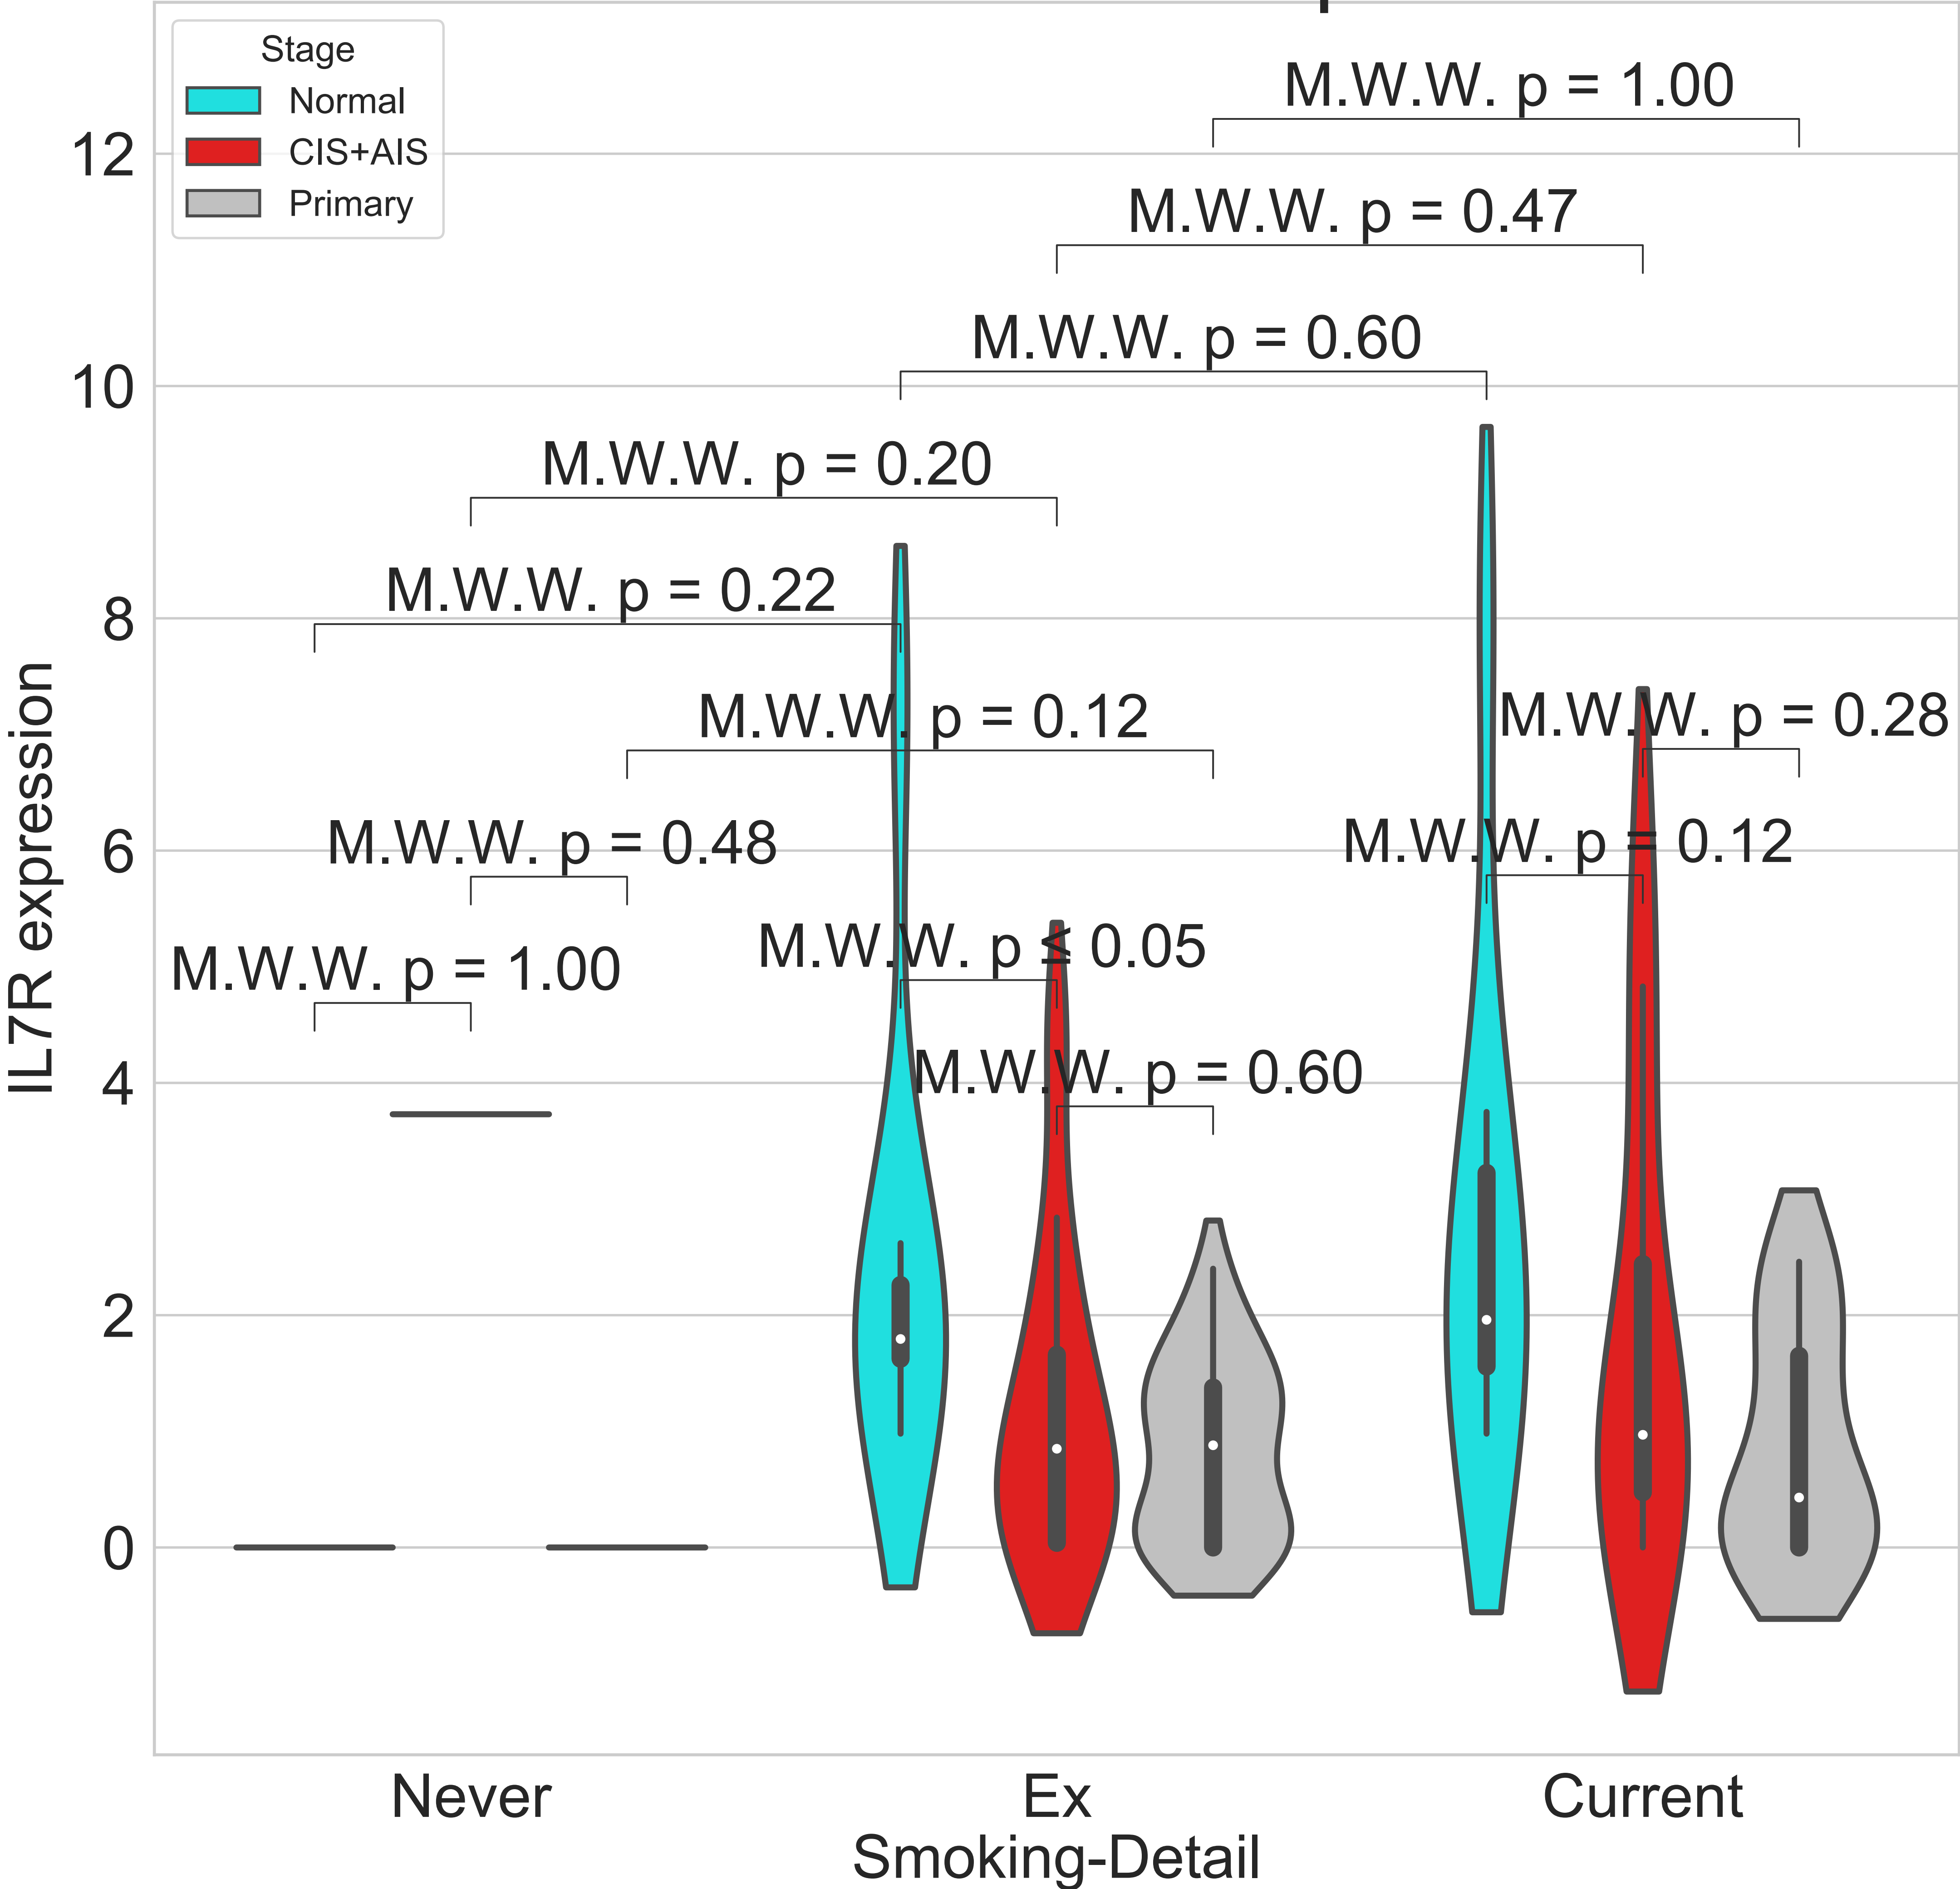 Stage
Normal
CIS+AIS
Primary
M.W.W. p = 1.00
M.W.W. p = 0.47
M.W.W. p = 0.60
M.W.W. p = 0.20
M.W.W. p = 0.22
M.W.W. p = 0.12
M.W.W. p = 0.28
M.W.W. p = 0.48
M.W.W. p = 0.12
M.W.W. p = 1.00
M.W.W. p ≤ 0.05
M.W.W. p = 0.60
12
10
8
6
4
2
0
IL7R expression
Never
Ex
Current
Smoking-Detail